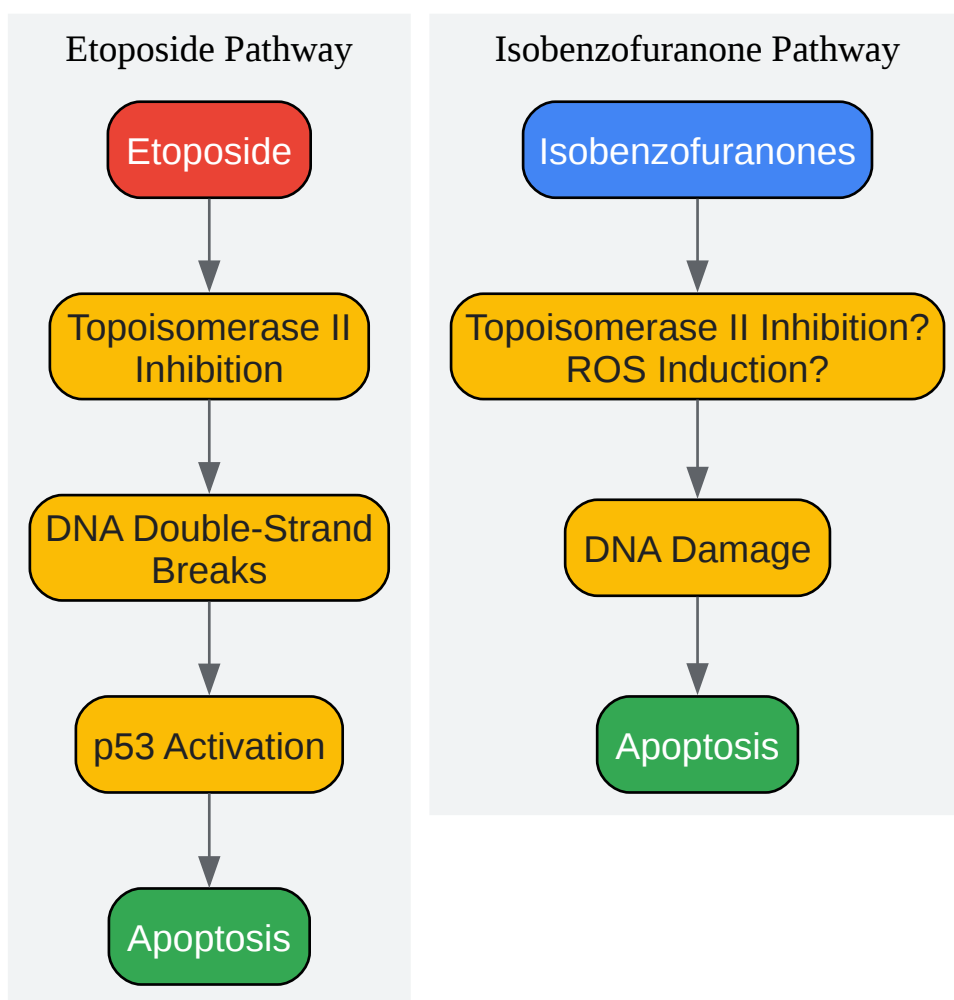 Etoposide Pathway
Etoposide
Topoisomerase II
Inhibition
DNA Double-Strand
Breaks
p53 Activation
Apoptosis
Isobenzofuranone Pathway
Isobenzofuranones
Topoisomerase II Inhibition?
ROS Induction?
DNA Damage
Apoptosis